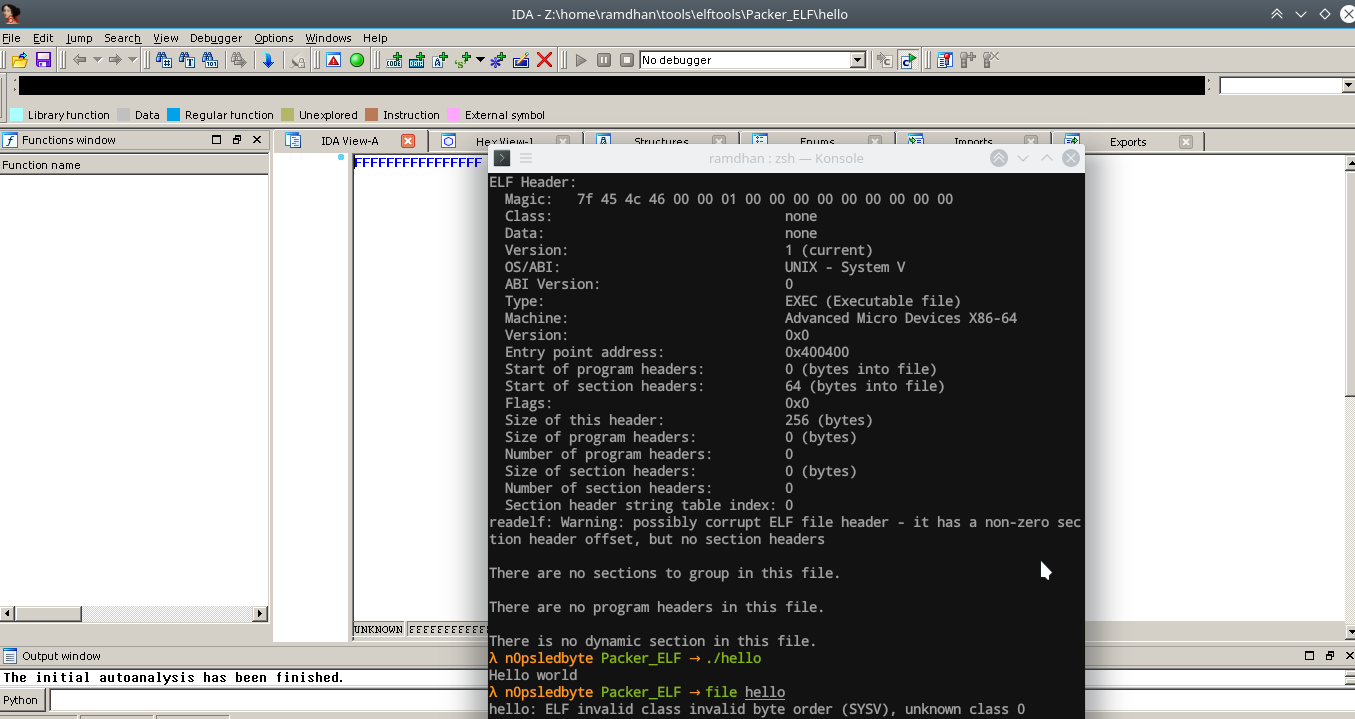 IDA - Z:\home\ramdhan\tools\elftools\Packer_ELF\hello
File Edit Jump Search View Debugger Options Windows Help
No debugger
Library function Data Regular function Unexplored Instruction External symbol
Functions window
IDA View-A Hex View-1 Structures Enums Imports Exports
Function name
FFFFFFFFFFFFFFFF
ramdhan : zsh — Konsole
ELF Header:
Magic: 7f 45 4c 46 00 00 01 00 00 00 00 00 00 00 00 00
Class: none
Data: none
Version: 1 (current)
OS/ABI: UNIX - System V
ABI Version: 0
Type: EXEC (Executable file)
Machine: Advanced Micro Devices X86-64
Version: 0x0
Entry point address: 0x400400
Start of program headers: 0 (bytes into file)
Start of section headers: 64 (bytes into file)
Flags: 0x0
Size of this header: 256 (bytes)
Size of program headers: 0 (bytes)
Number of program headers: 0
Size of section headers: 0 (bytes)
Number of section headers: 0
Section header string table index: 0
readelf: Warning: possibly corrupt ELF file header - it has a non-zero sec
tion header offset, but no section headers
There are no sections to group in this file.
There are no program headers in this file.
There is no dynamic section in this file.
λ n0psledbyte Packer_ELF → ./hello
Hello world
λ n0psledbyte Packer_ELF → file hello
hello: ELF invalid class invalid byte order (SYSV), unknown class 0
UNKNOWN
Output window
The initial autoanalysis has been finished.
Python